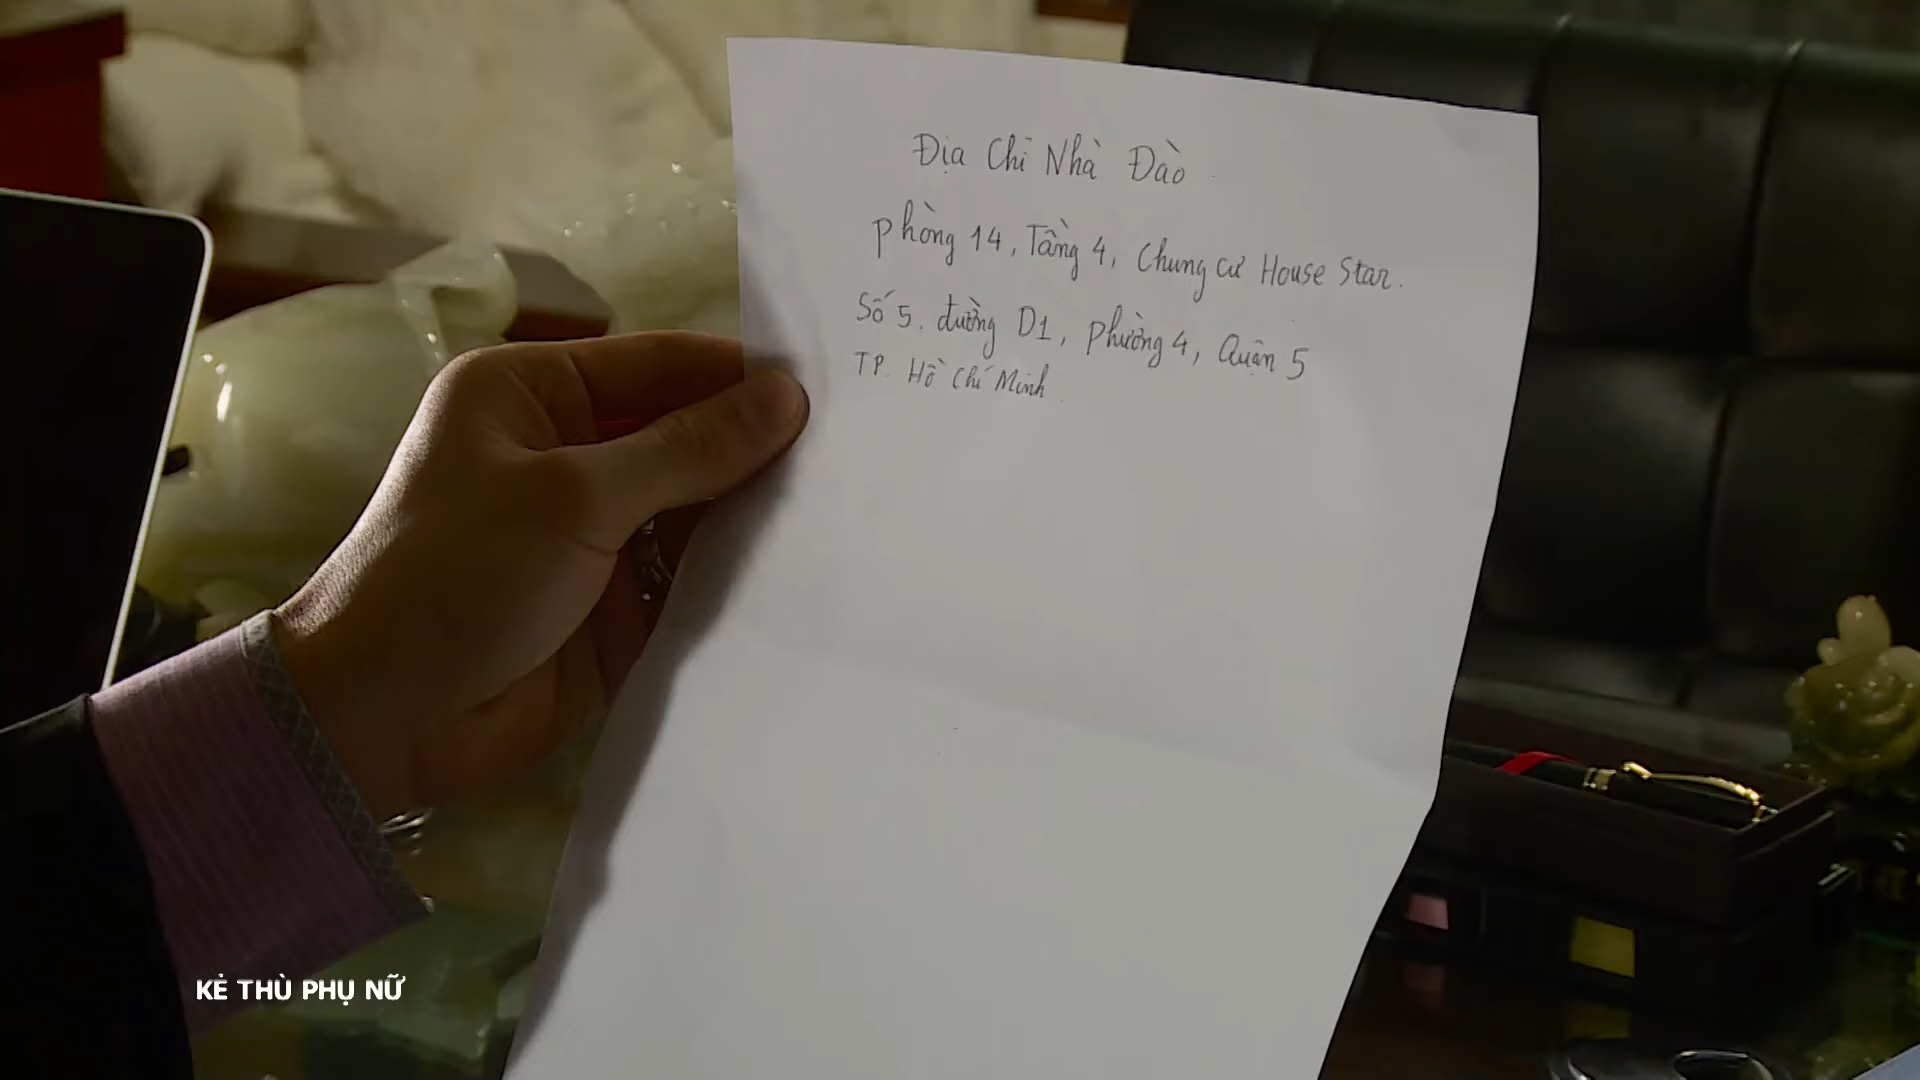 Địa Chỉ Nhà Đào
Phòng 14, Tầng 4, Chung cư House Star.
Số 5. đường D1, phường 4, Quận 5
TP. Hồ Chí Minh
KẺ THÙ PHỤ NỮ